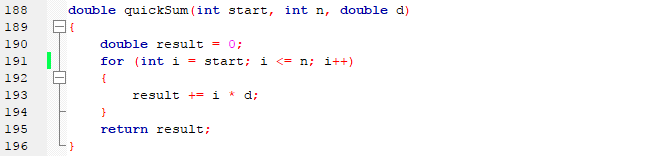 188 double quickSum(int start, int n, double d)
189 {
190 double result = 0;
191 for (int i = start; i <= n; i++)
192 {
193 result += i * d;
194 }
195 return result;
196 }